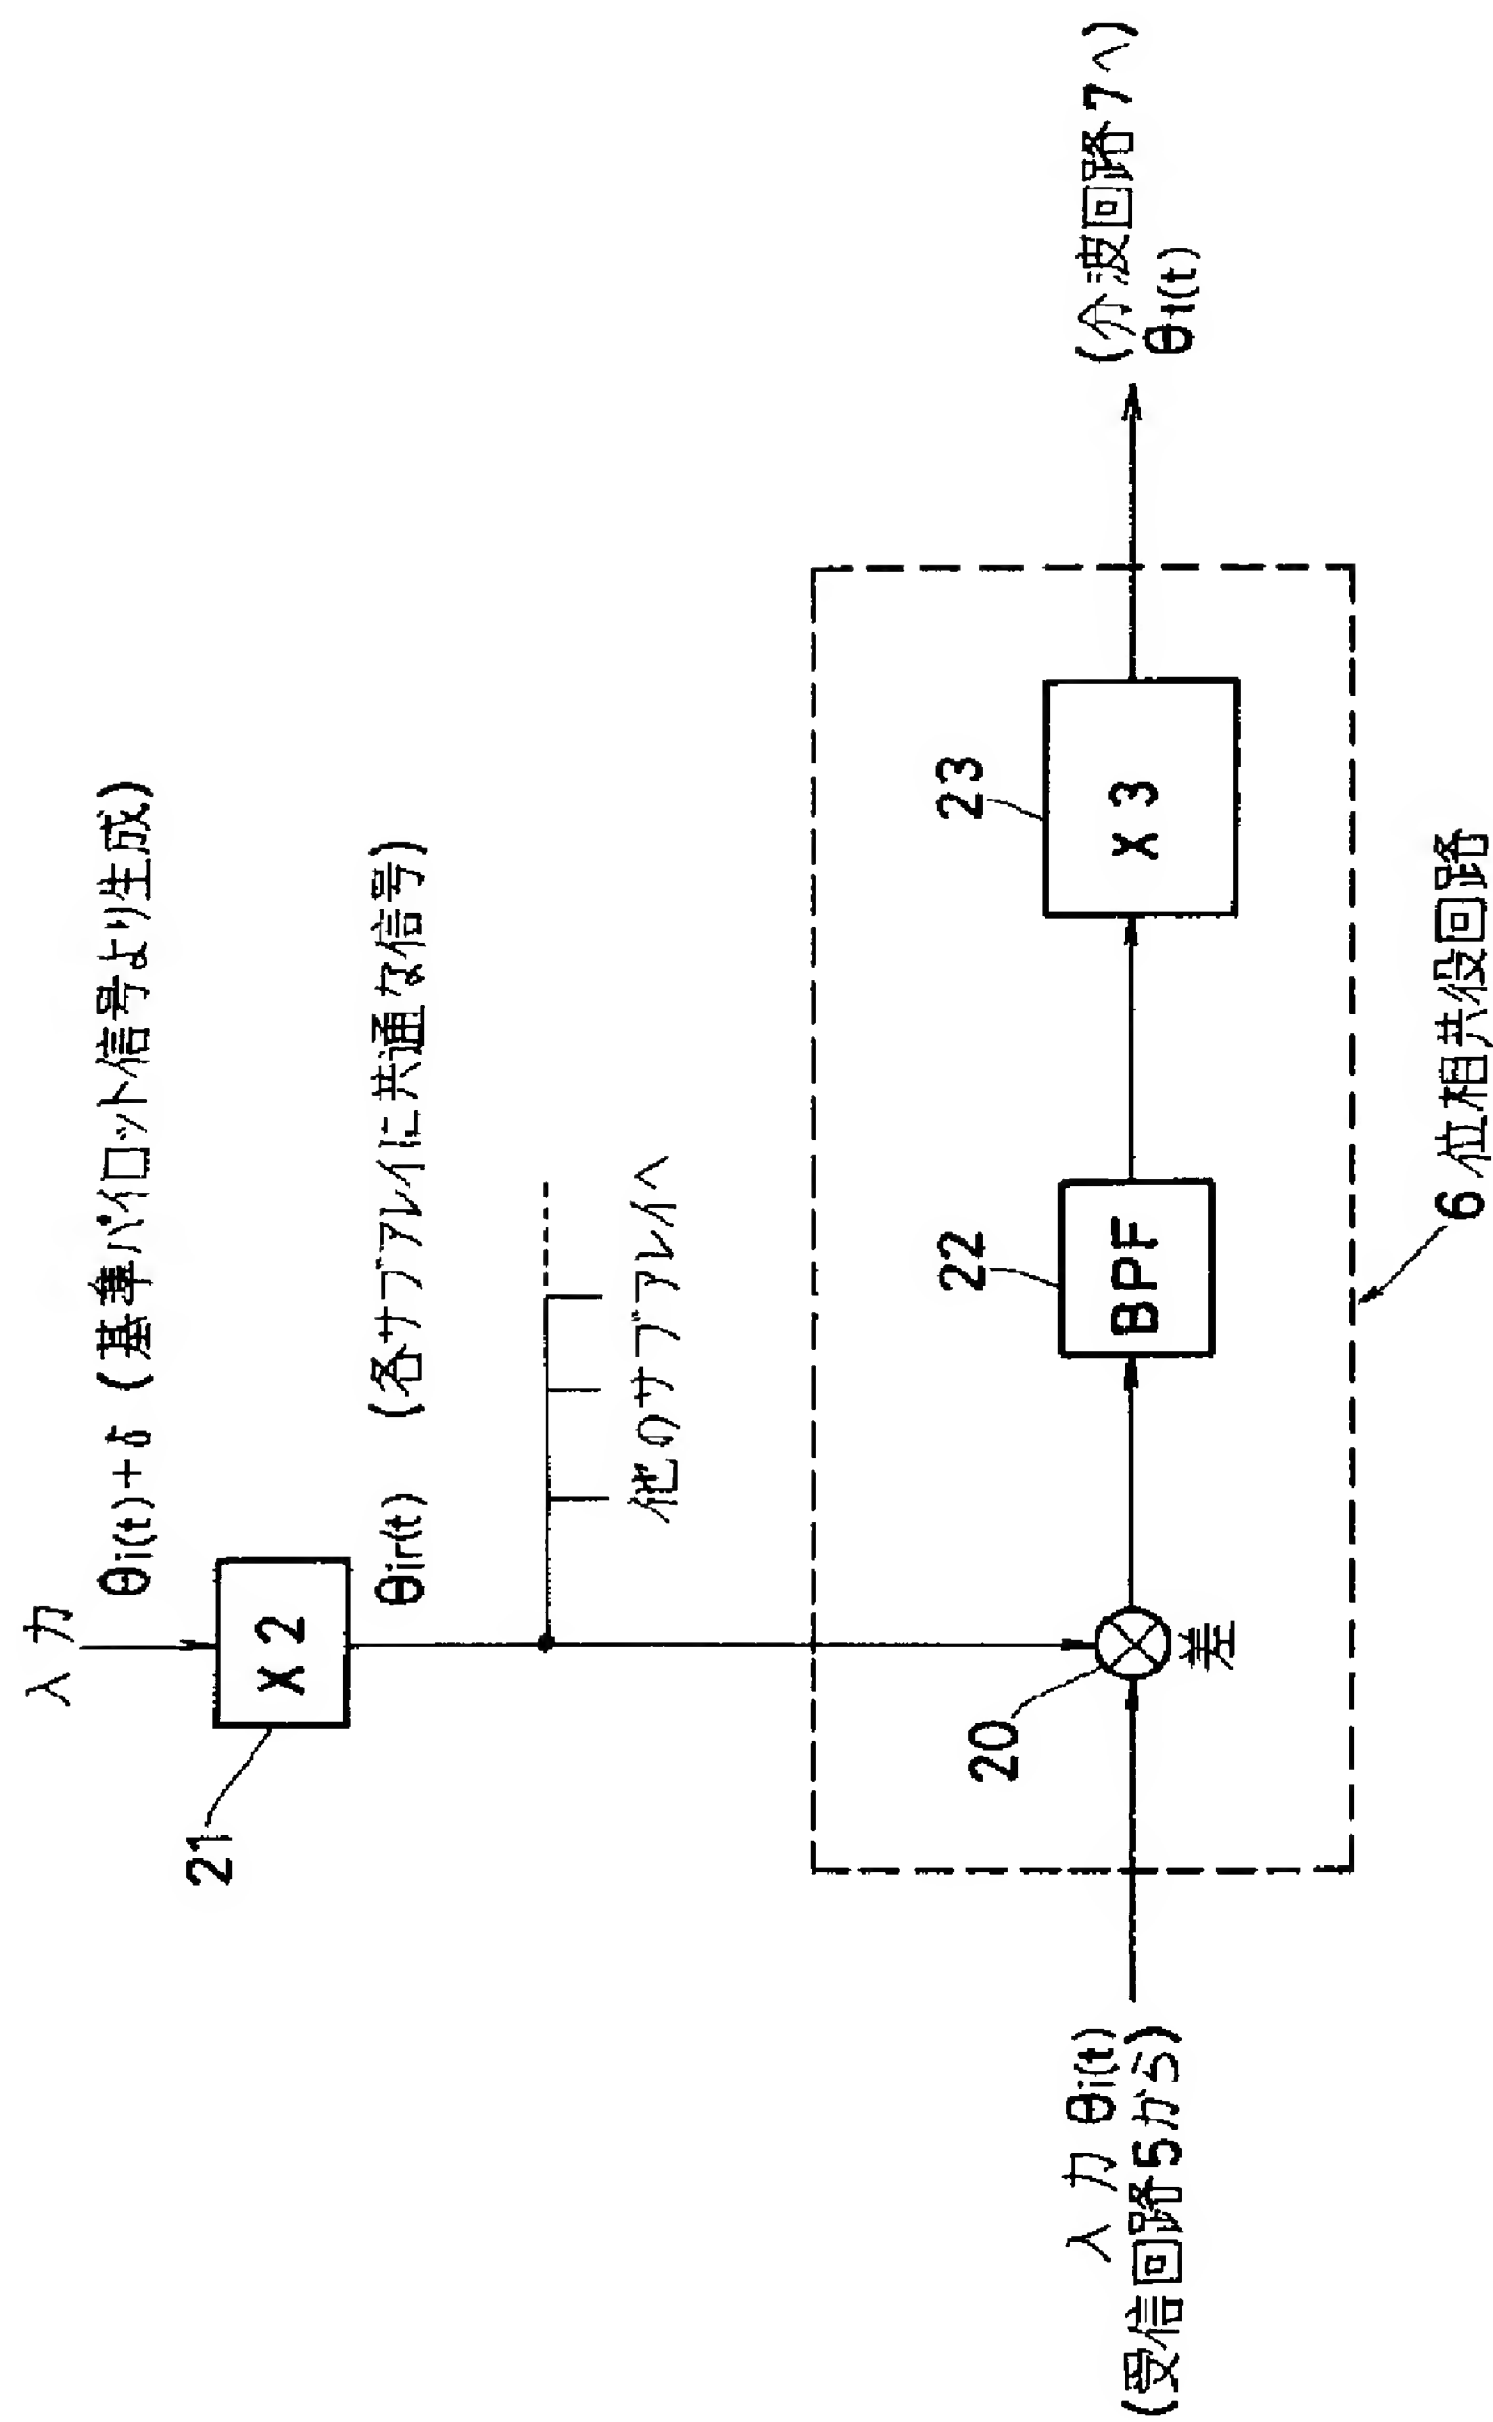 入力
θi(t)+δ (基準パイロット信号より生成)
21
×2
θir(t) (各サブアレイに共通な信号)
他のサブアレイへ
20
22
23
入力 θi(t)
(受信回路5から)
差
BPF
×3
(分波回路7へ)
θt(t)
6 位相共役回路